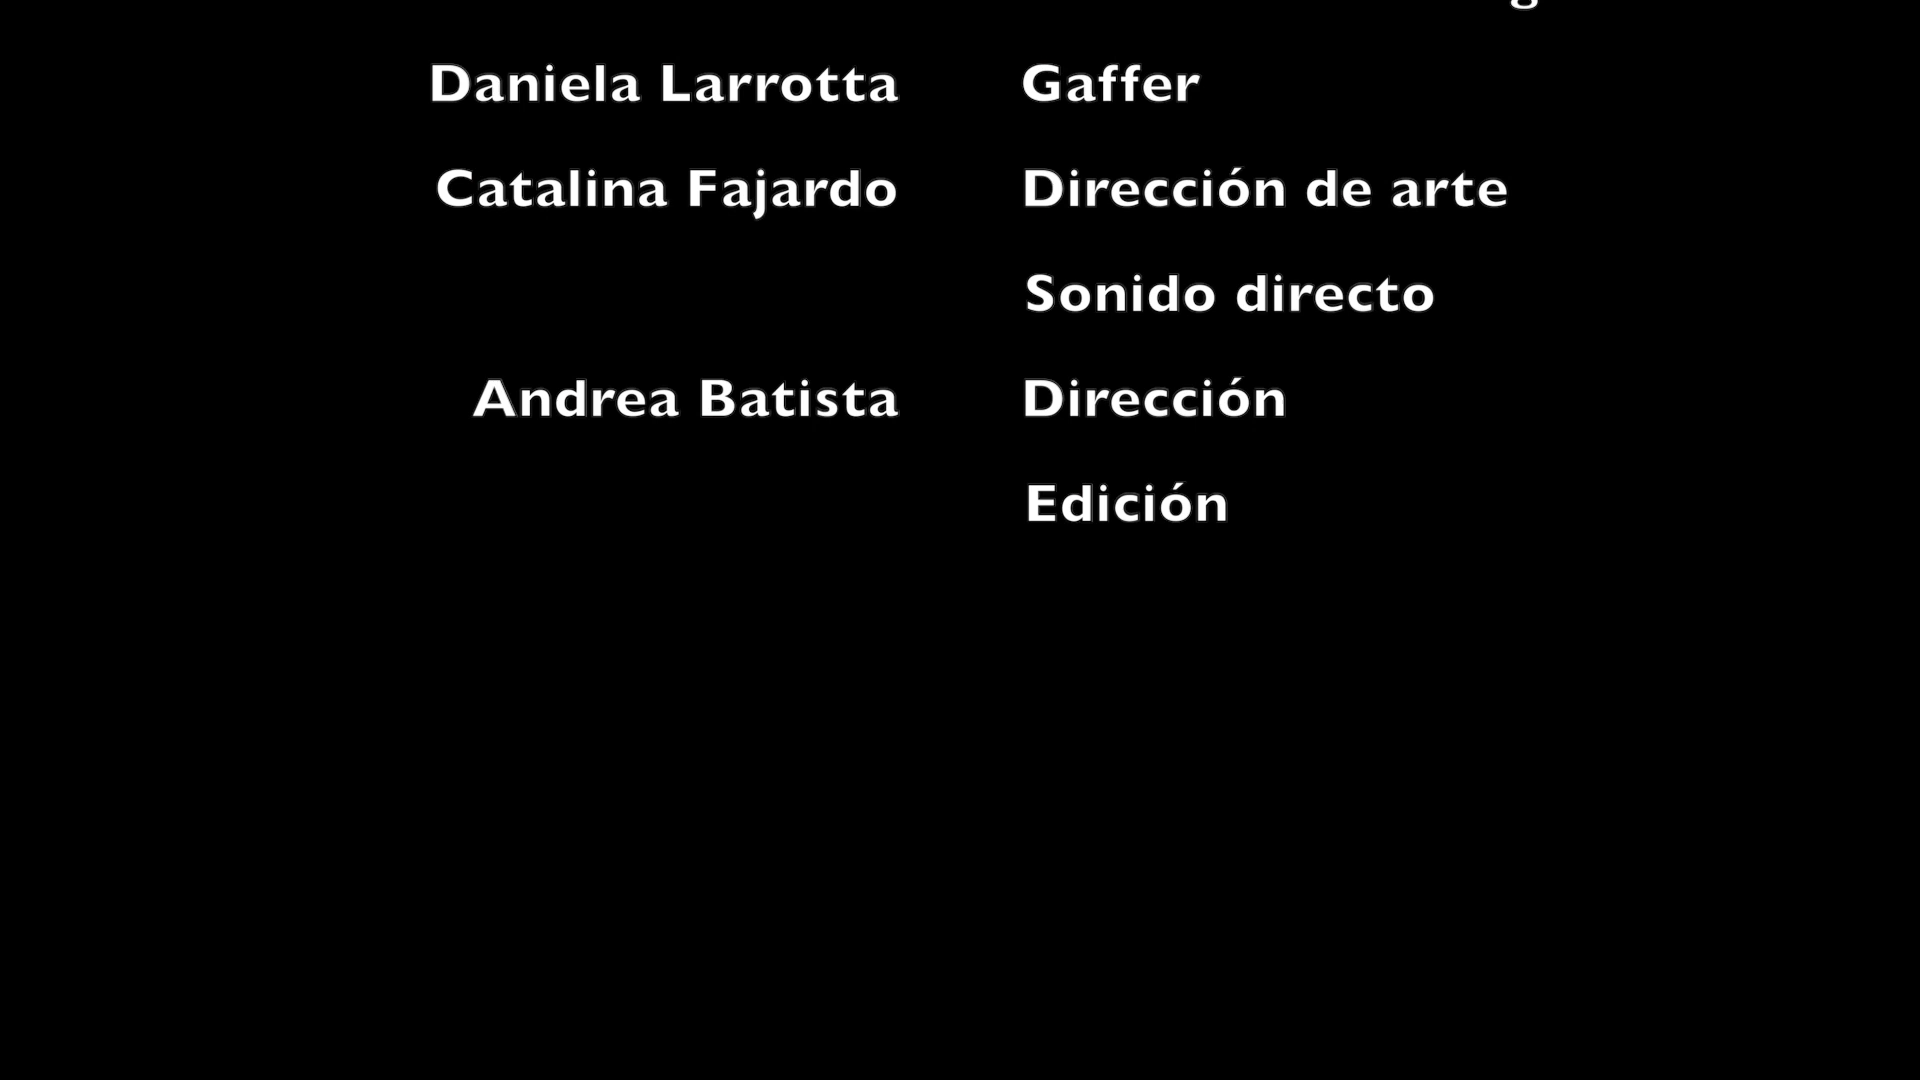 Daniela Larrotta Gaffer
Catalina Fajardo Dirección de arte
Sonido directo
Andrea Batista Dirección
Edición